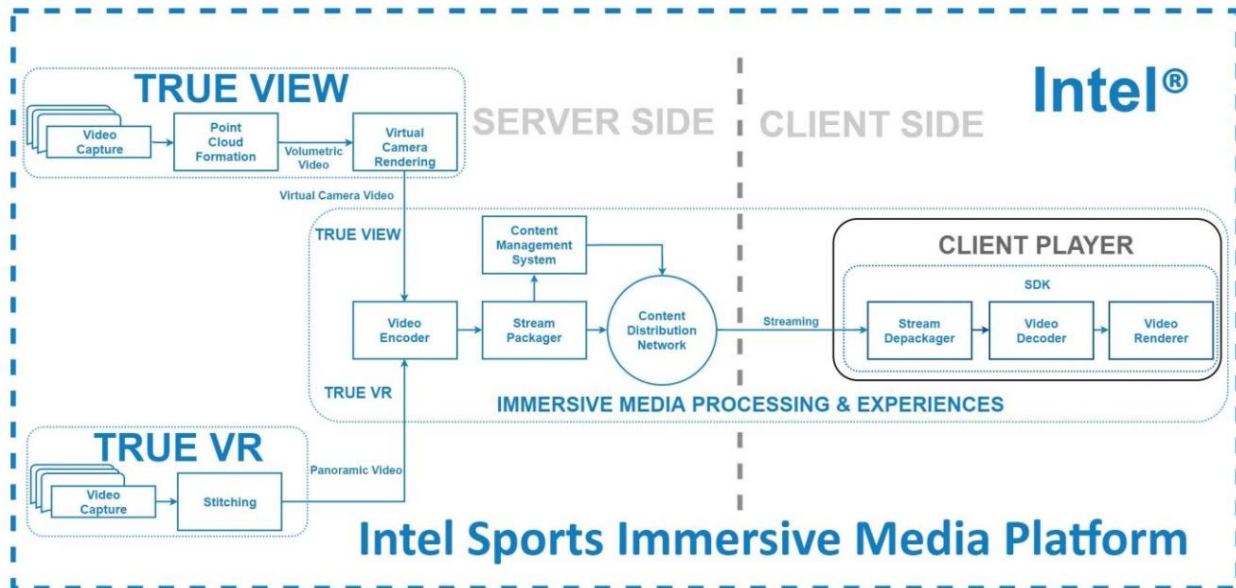 TRUE VIEW
SERVER SIDE
CLIENT SIDE
Intel®
Video
Capture
Point
Cloud
Formation
Volumetric
Video
Virtual
Camera
Rendering
Virtual Camera Video
TRUE VIEW
Content
Management
System
CLIENT PLAYER
SDK
Video
Encoder
Stream
Packager
Content
Distribution
Network
Streaming
Stream
Depackager
Video
Decoder
Video
Renderer
TRUE VR
IMMERSIVE MEDIA PROCESSING & EXPERIENCES
TRUE VR
Panoramic Video
Video
Capture
Stitching
Intel Sports Immersive Media Platform